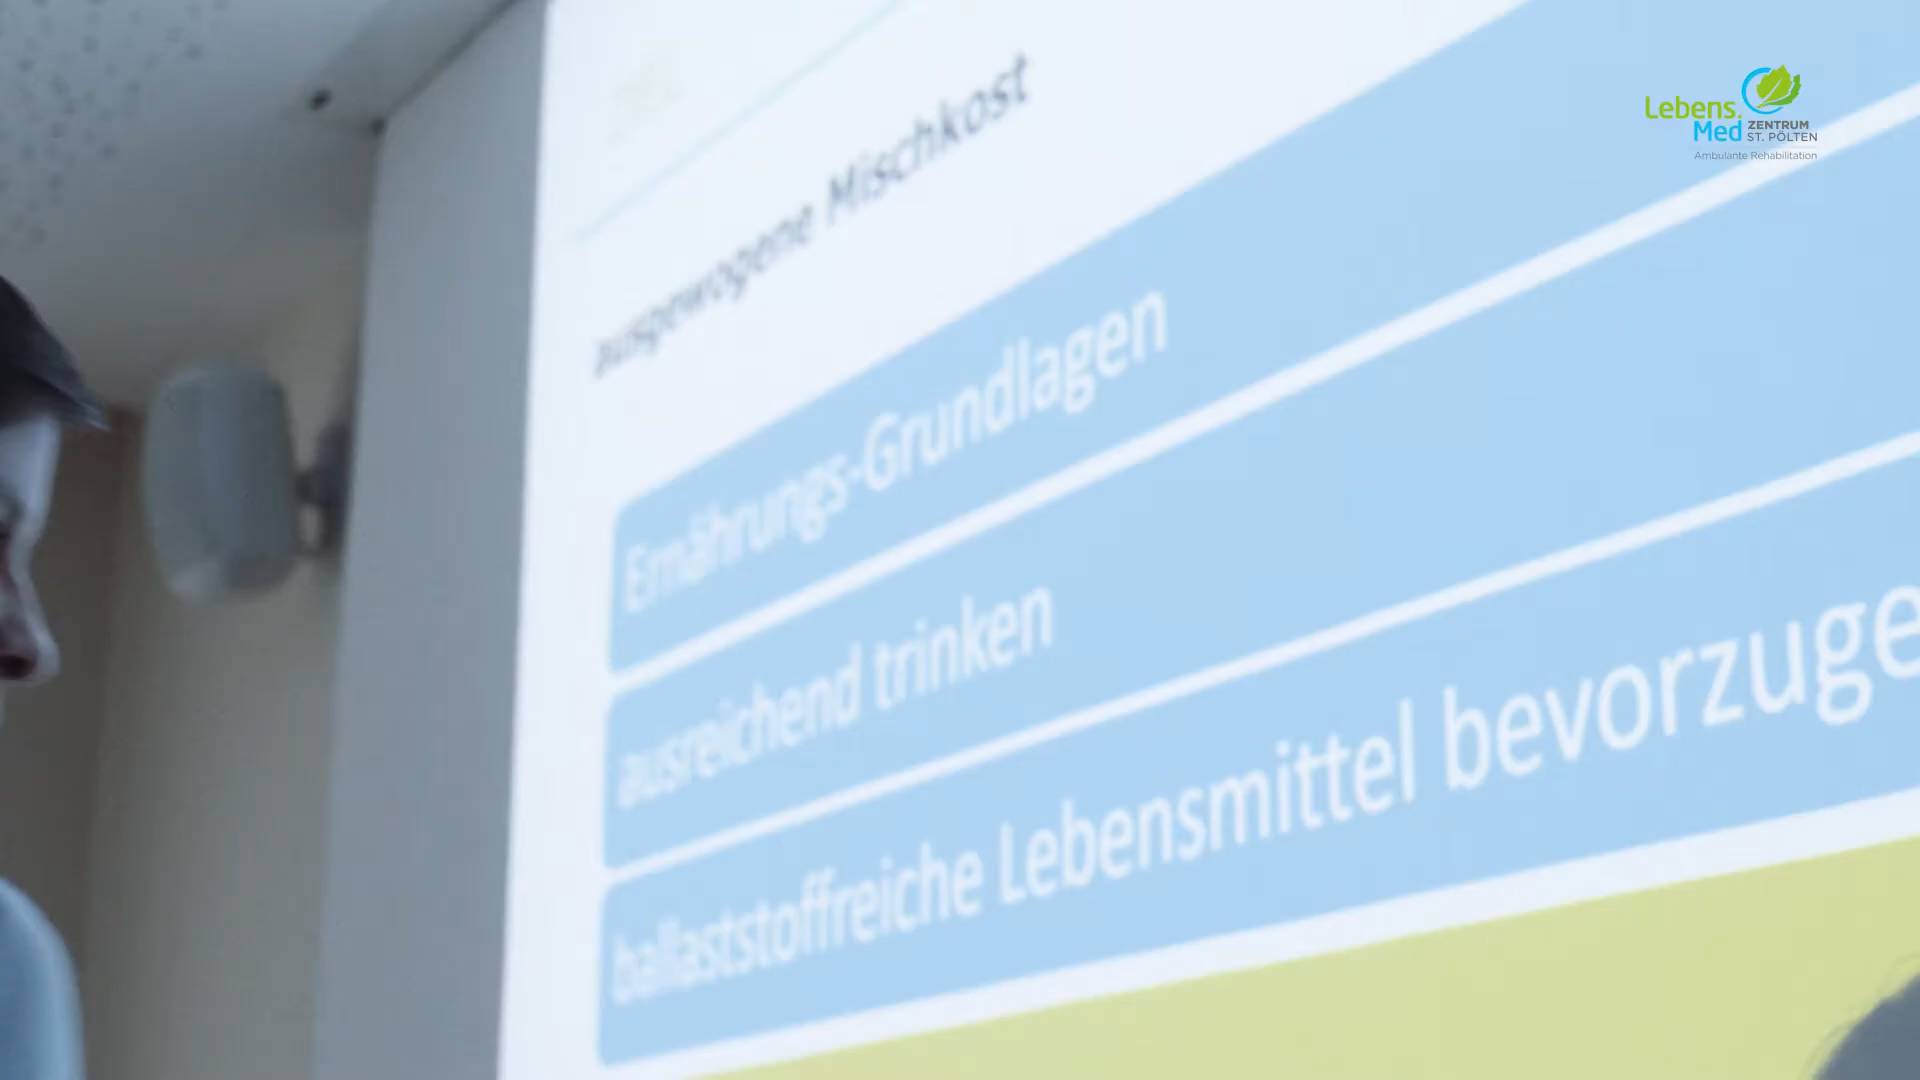 ausgewogene Mischkost
Ernährungs-Grundlagen
ausreichend trinken
ballaststoffreiche Lebensmittel bevorzuge
Lebens.
Med ZENTRUM
ST. PÖLTEN
Ambulante Rehabilitation